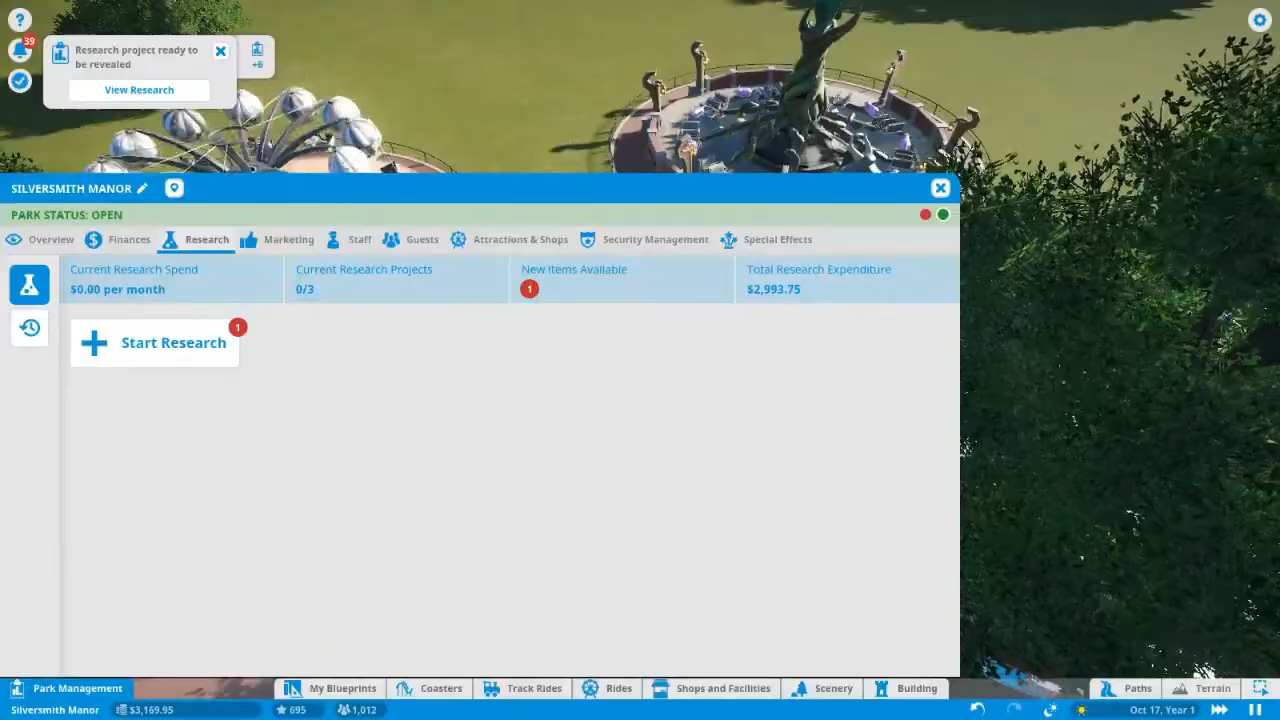 ?
39
Research project ready to
be revealed
View Research
+6
SILVERSMITH MANOR
PARK STATUS: OPEN
Overview
Finances
Research
Marketing
Staff
Guests
Attractions & Shops
Security Management
Special Effects
Current Research Spend
$0.00 per month
Current Research Projects
0/3
New Items Available
1
Total Research Expenditure
$2,993.75
Start Research
1
Park Management
My Blueprints
Coasters
Track Rides
Rides
Shops and Facilities
Scenery
Building
Paths
Terrain
Silversmith Manor
$3,169.95
695
1,012
Oct 17, Year 1